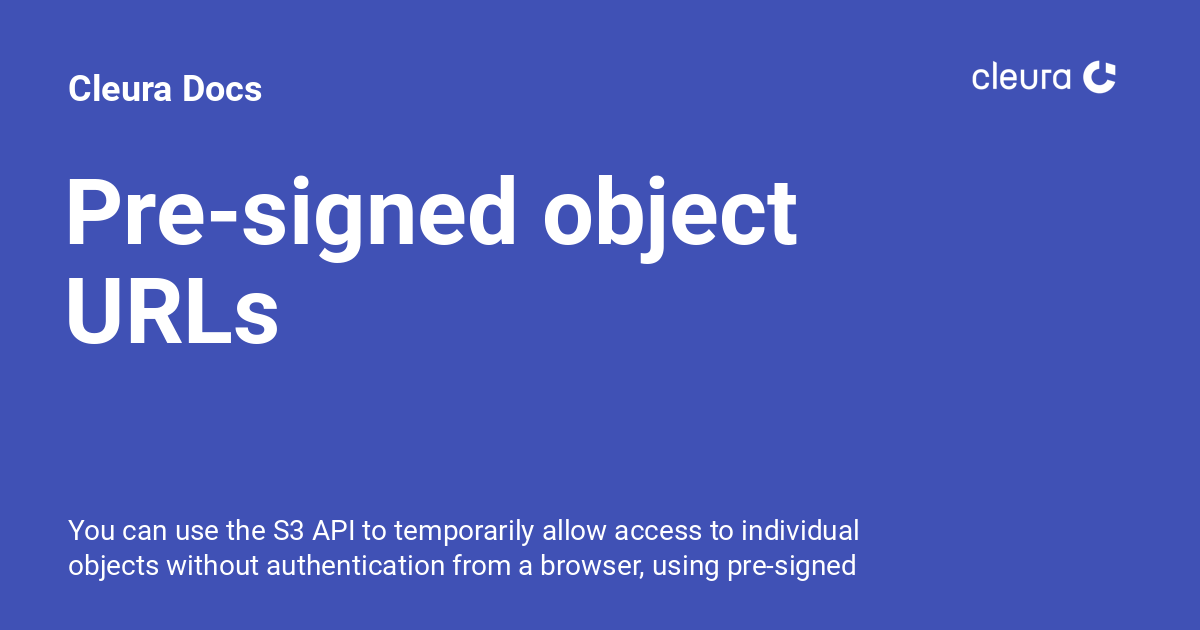 Cleura Docs
cleura
Pre-signed object
URLs
You can use the S3 API to temporarily allow access to individual
objects without authentication from a browser, using pre-signed